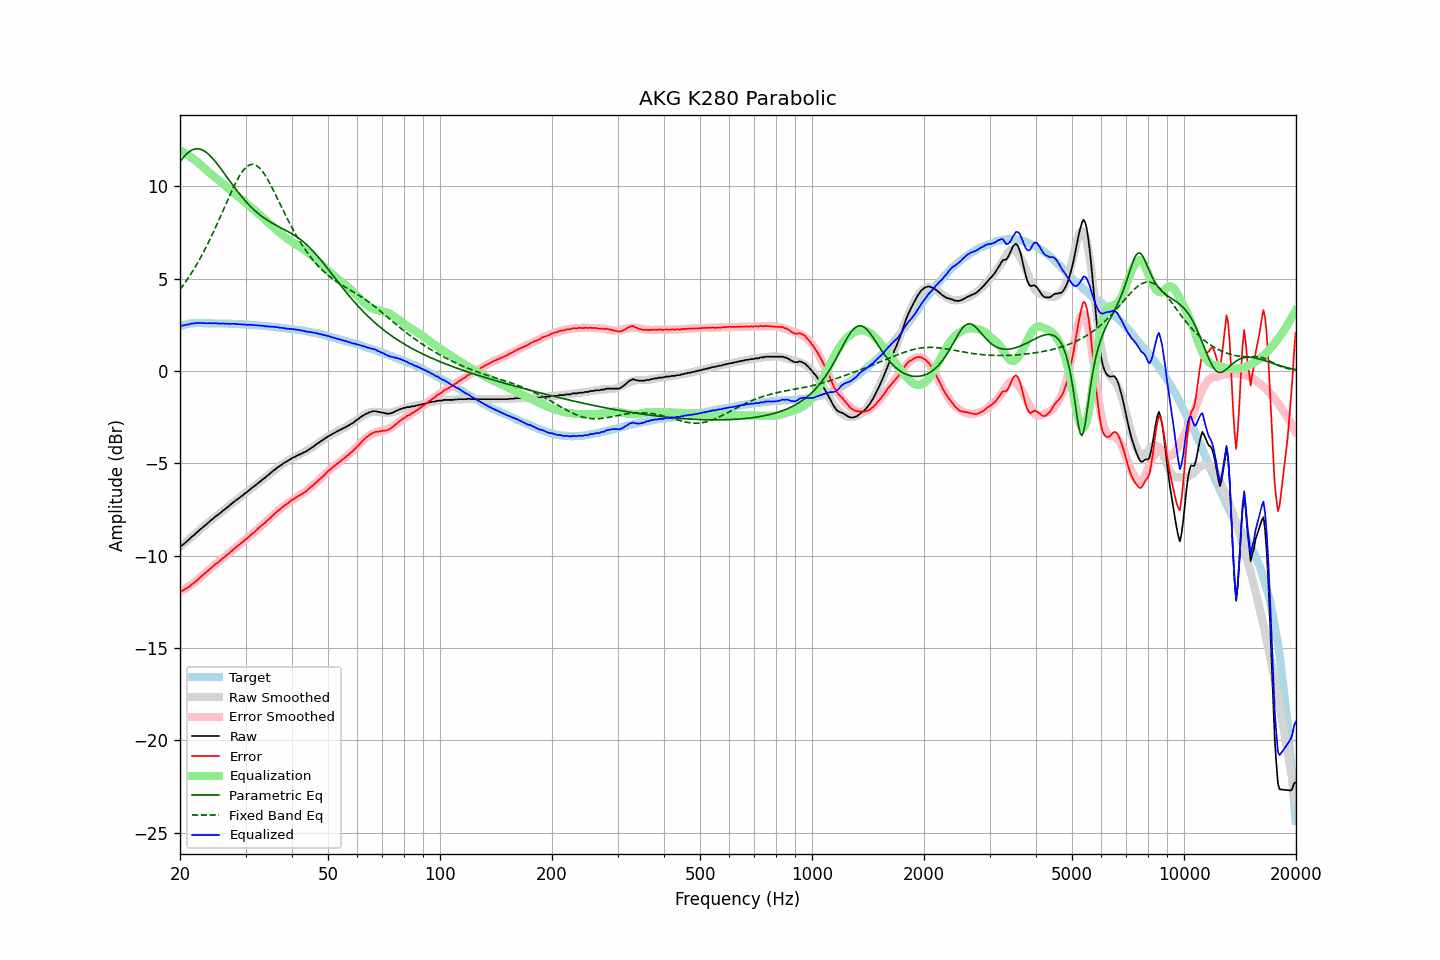 AKG K280 Parabolic
Amplitude (dBr)
10
5
0
−5
−10
−15
−20
−25
Target
Raw Smoothed
Error Smoothed
Raw
Error
Equalization
Parametric Eq
Fixed Band Eq
Equalized
20 50 100 200 500 1000 2000 5000 10000 20000
Frequency (Hz)